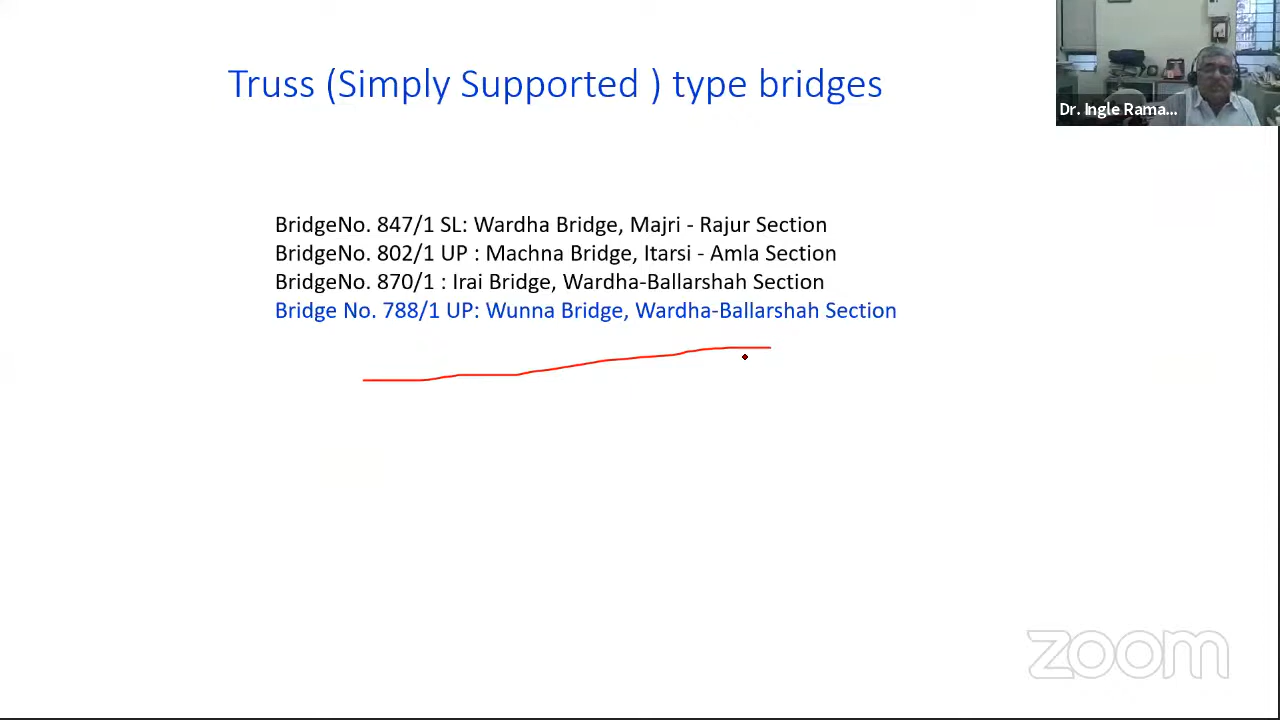 Truss (Simply Supported ) type bridges
Dr. Ingle Rama...
BridgeNo. 847/1 SL: Wardha Bridge, Majri - Rajur Section
BridgeNo. 802/1 UP : Machna Bridge, Itarsi - Amla Section
BridgeNo. 870/1 : Irai Bridge, Wardha-Ballarshah Section
Bridge No. 788/1 UP: Wunna Bridge, Wardha-Ballarshah Section
zoom